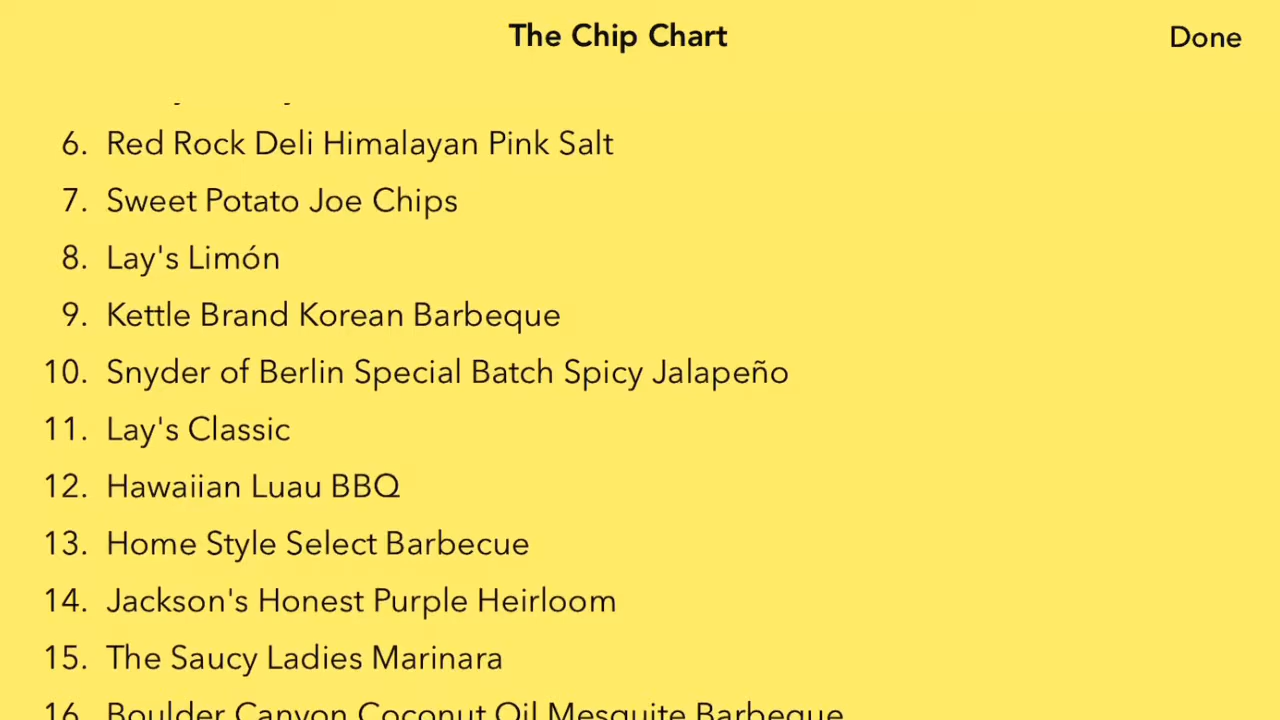 The Chip Chart
Done
6. Red Rock Deli Himalayan Pink Salt
7. Sweet Potato Joe Chips
8. Lay's Limón
9. Kettle Brand Korean Barbeque
10. Snyder of Berlin Special Batch Spicy Jalapeño
11. Lay's Classic
12. Hawaiian Luau BBQ
13. Home Style Select Barbecue
14. Jackson's Honest Purple Heirloom
15. The Saucy Ladies Marinara
16. Boulder Canyon Coconut Oil Mesquite Barbeque